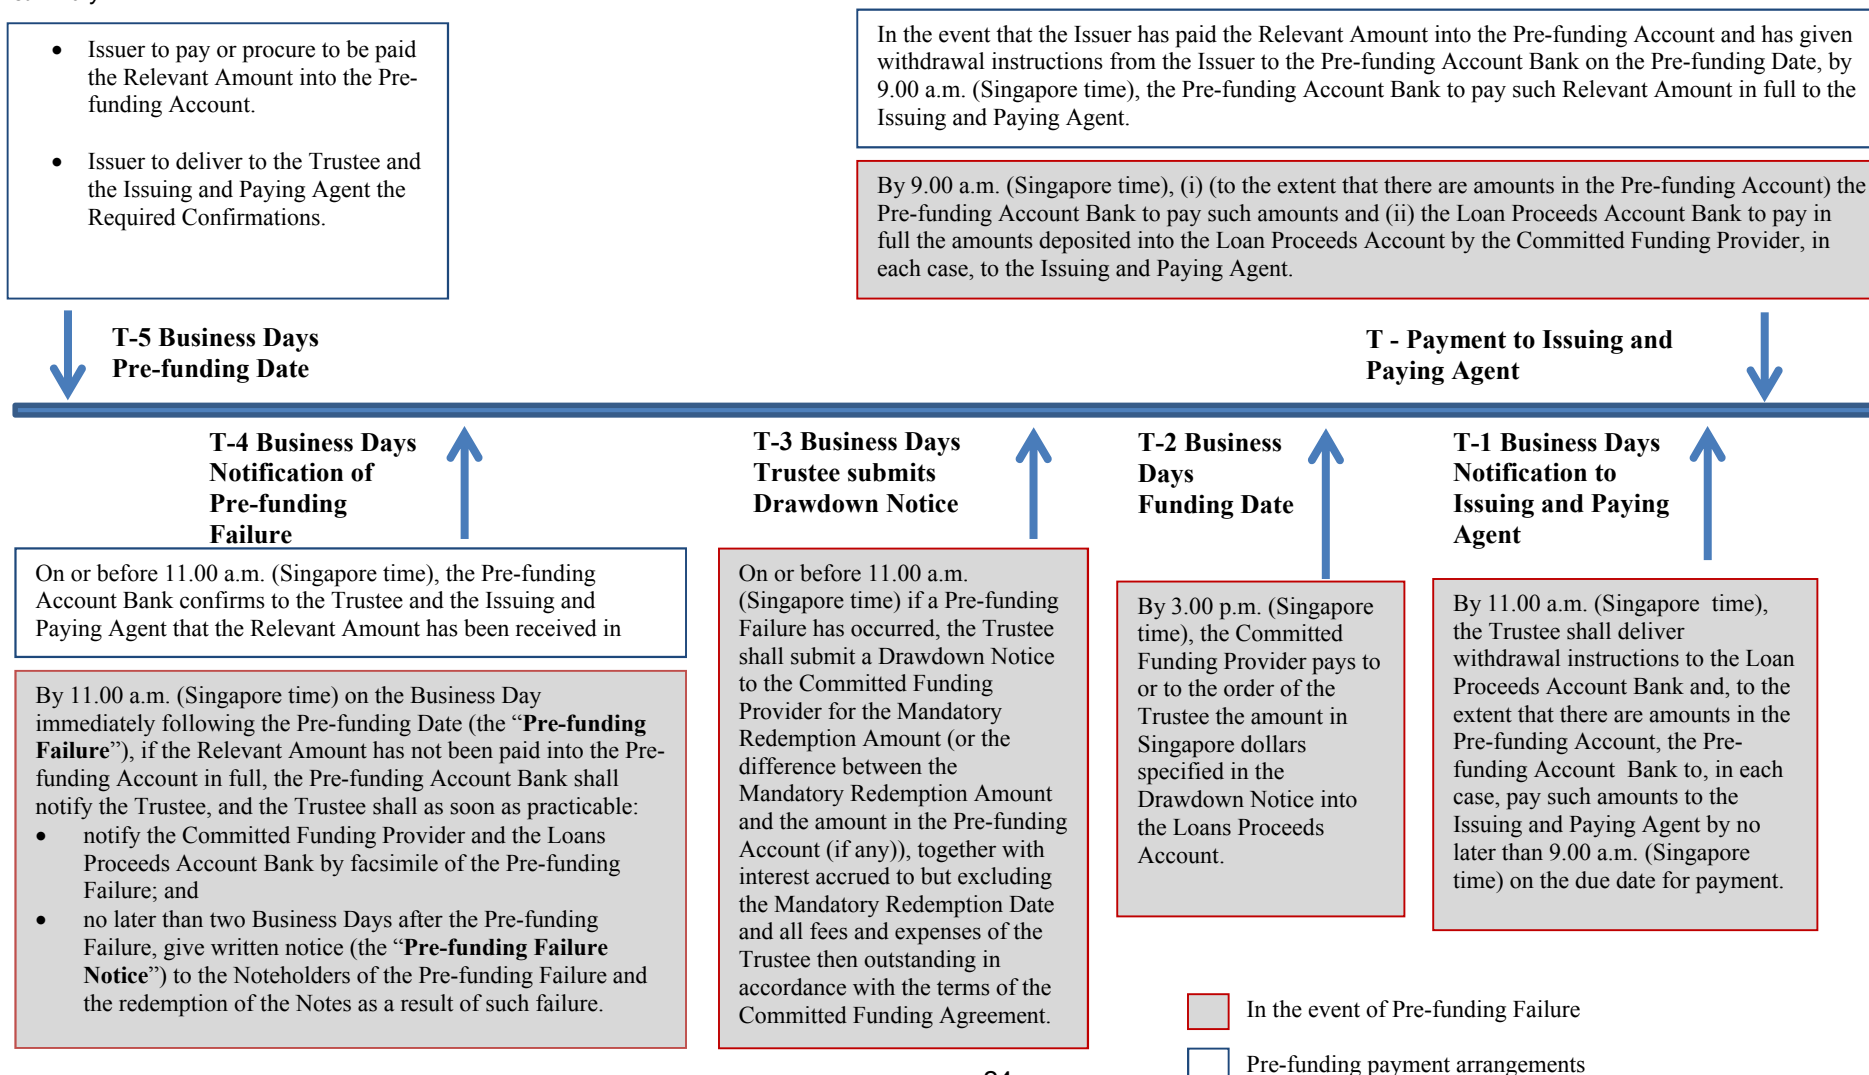 • Issuer to pay or procure to be paid
the Relevant Amount into the Pre-
funding Account.
• Issuer to deliver to the Trustee and
the Issuing and Paying Agent the
Required Confirmations.
In the event that the Issuer has paid the Relevant Amount into the Pre-funding Account and has given
withdrawal instructions from the Issuer to the Pre-funding Account Bank on the Pre-funding Date, by
9.00 a.m. (Singapore time), the Pre-funding Account Bank to pay such Relevant Amount in full to the
Issuing and Paying Agent.
By 9.00 a.m. (Singapore time), (i) (to the extent that there are amounts in the Pre-funding Account) the
Pre-funding Account Bank to pay such amounts and (ii) the Loan Proceeds Account Bank to pay in
full the amounts deposited into the Loan Proceeds Account by the Committed Funding Provider, in
each case, to the Issuing and Paying Agent.
T-5 Business Days
Pre-funding Date
T - Payment to Issuing and
Paying Agent
T-4 Business Days
Notification of
Pre-funding
Failure
T-3 Business Days
Trustee submits
Drawdown Notice
T-2 Business
Days
Funding Date
T-1 Business Days
Notification to
Issuing and Paying
Agent
On or before 11.00 a.m. (Singapore time), the Pre-funding
Account Bank confirms to the Trustee and the Issuing and
Paying Agent that the Relevant Amount has been received in
By 11.00 a.m. (Singapore time) on the Business Day
immediately following the Pre-funding Date (the “Pre-funding
Failure”), if the Relevant Amount has not been paid into the Pre-
funding Account in full, the Pre-funding Account Bank shall
notify the Trustee, and the Trustee shall as soon as practicable:
• notify the Committed Funding Provider and the Loans
Proceeds Account Bank by facsimile of the Pre-funding
Failure; and
• no later than two Business Days after the Pre-funding
Failure, give written notice (the “Pre-funding Failure
Notice”) to the Noteholders of the Pre-funding Failure and
the redemption of the Notes as a result of such failure.
On or before 11.00 a.m.
(Singapore time) if a Pre-funding
Failure has occurred, the Trustee
shall submit a Drawdown Notice
to the Committed Funding
Provider for the Mandatory
Redemption Amount (or the
difference between the
Mandatory Redemption Amount
and the amount in the Pre-funding
Account (if any)), together with
interest accrued to but excluding
the Mandatory Redemption Date
and all fees and expenses of the
Trustee then outstanding in
accordance with the terms of the
Committed Funding Agreement.
By 3.00 p.m. (Singapore
time), the Committed
Funding Provider pays to
or to the order of the
Trustee the amount in
Singapore dollars
specified in the
Drawdown Notice into
the Loans Proceeds
Account.
By 11.00 a.m. (Singapore time),
the Trustee shall deliver
withdrawal instructions to the Loan
Proceeds Account Bank and, to the
extent that there are amounts in the
Pre-funding Account, the Pre-
funding Account Bank to, in each
case, pay such amounts to the
Issuing and Paying Agent by no
later than 9.00 a.m. (Singapore
time) on the due date for payment.
In the event of Pre-funding Failure
Pre-funding payment arrangements